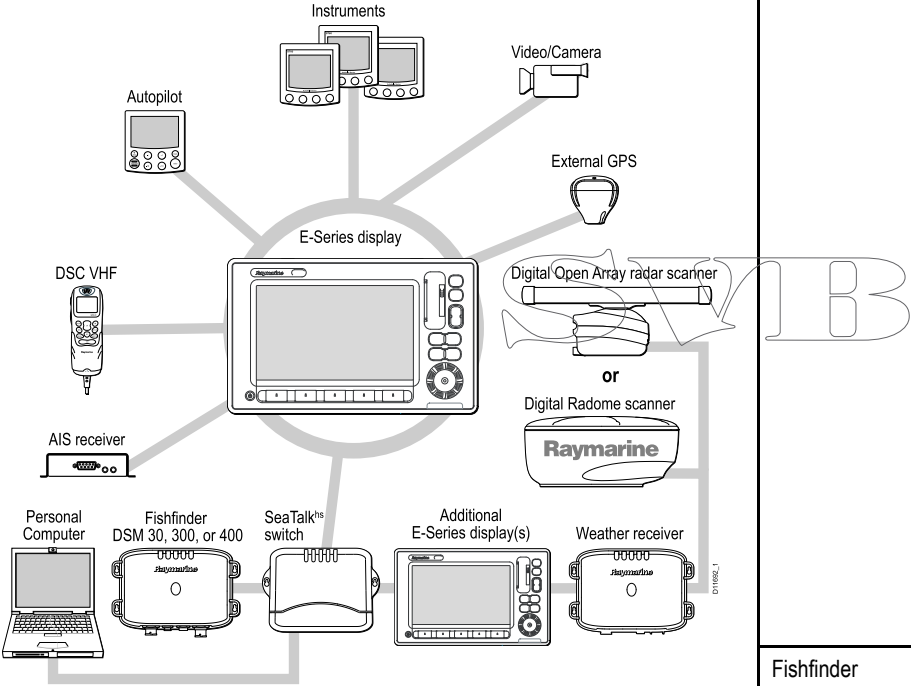 Instruments
Video/Camera
Autopilot
External GPS
E-Series display
DSC VHF
Raymarine
Digital Open Array radar scanner
SVB
or
Digital Radome scanner
Raymarine
AIS receiver
Personal
Computer
Fishfinder
DSM 30, 300, or 400
SeaTalkhs
switch
Additional
E-Series display(s)
Weather receiver
Raymarine
Raymarine
Raymarine
D11692_1
Fishfinder